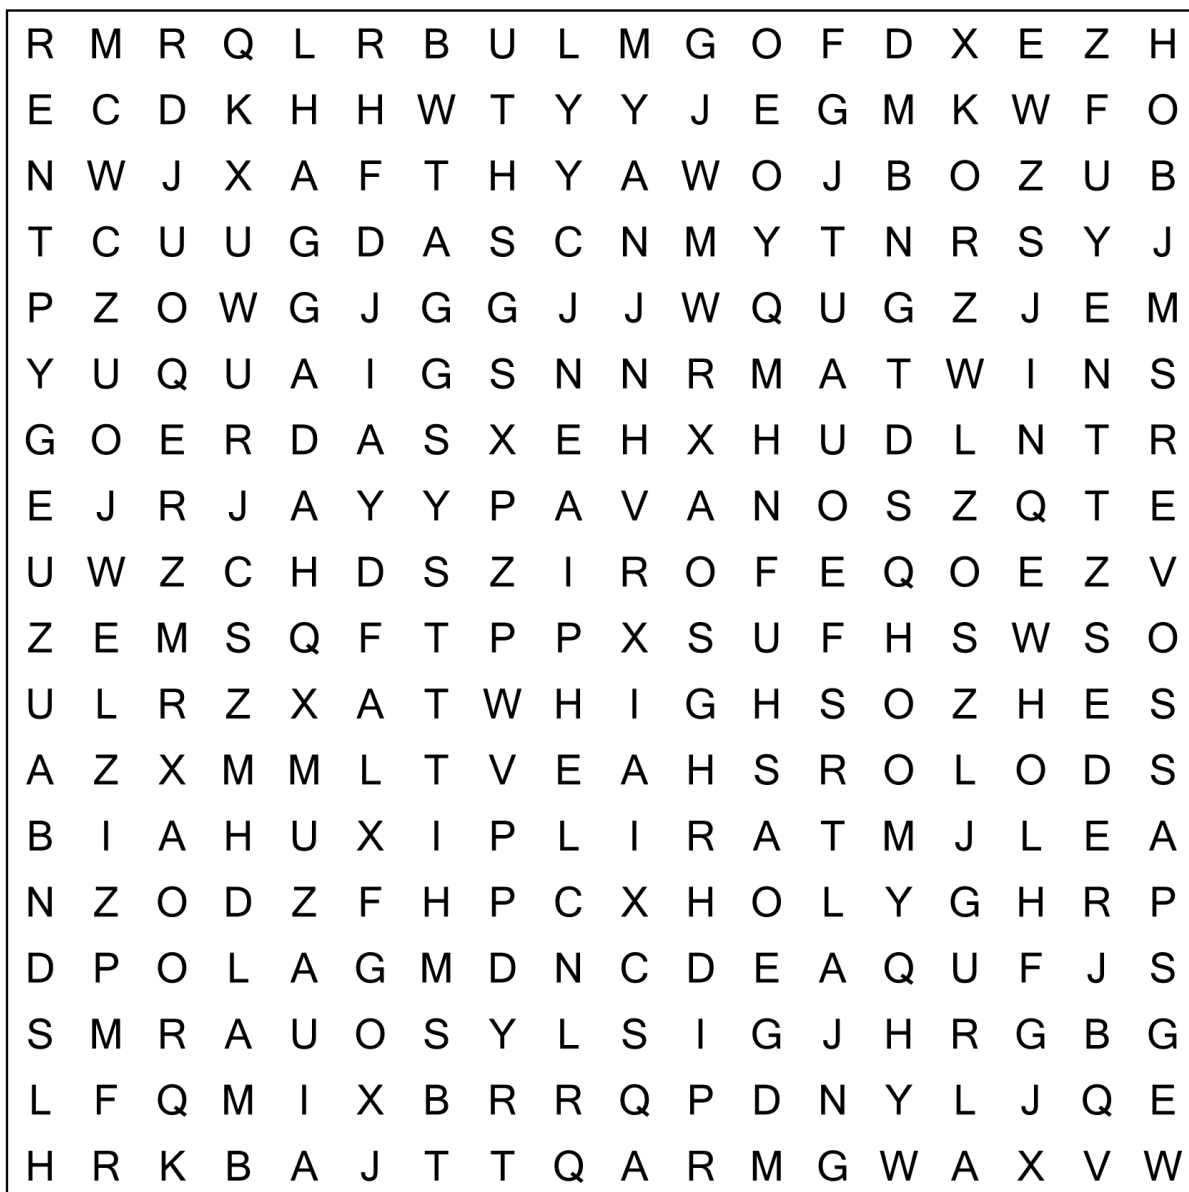 R M R Q L R B U L M G O F D X E Z H
E C D K H H W T Y Y J E G M K W F O
N W J X A F T H Y A W O J B O Z U B
T C U U G D A S C N M Y T N R S Y J
P Z O W G J G G J J W Q U G Z J E M
Y U Q U A I G S N N R M A T W I N S
G O E R D A S X E H X H U D L N T R
E J R J A Y Y P A V A N O S Z Q T E
U W Z C H D S Z I R O F E Q O E Z V
Z E M S Q F T P P X S U F H S W S O
U L R Z X A T W H I G H S O Z H E S
A Z X M M L T V E A H S R O L O D S
B I A H U X I P L I R A T M J L E A
N Z O D Z F H P C X H O L Y G H R P
D P O L A G M D N C D E A Q U F J S
S M R A U O S Y L S I G J H R G B G
L F Q M I X B R R Q P D N Y L J Q E
H R K B A J T T Q A R M G W A X V W